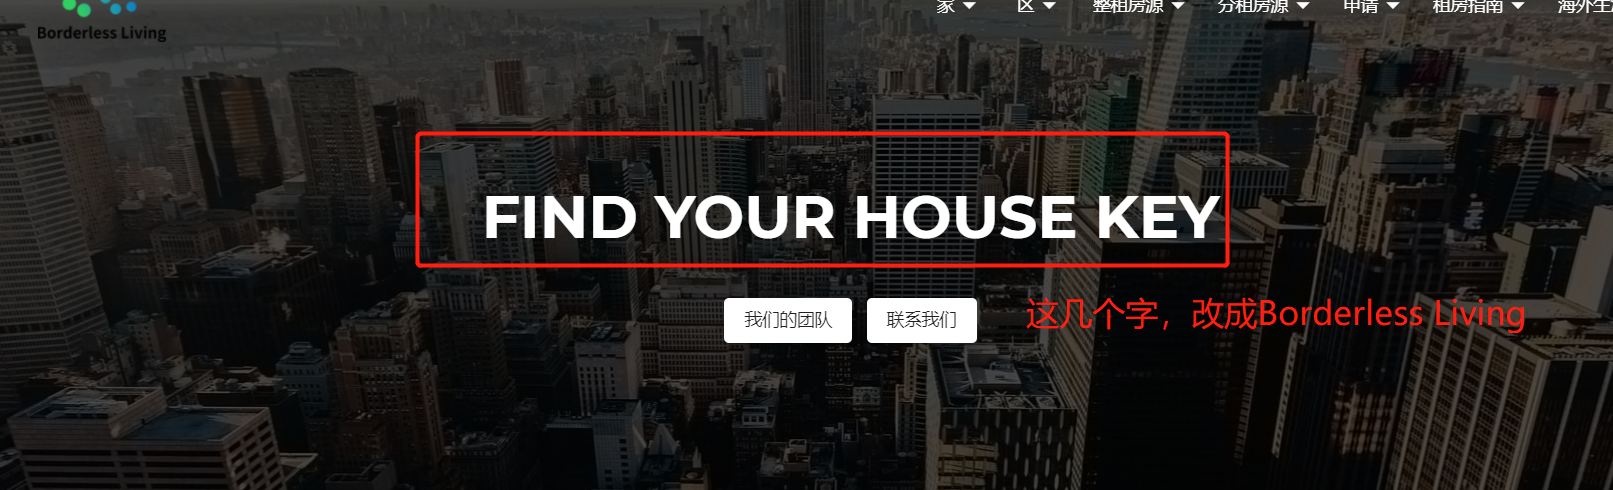 家 区 整租房源 分租房源 申请 租房指南 海外生
Borderless Living
FIND YOUR HOUSE KEY
我们的团队 联系我们
这几个字，改成Borderless Living